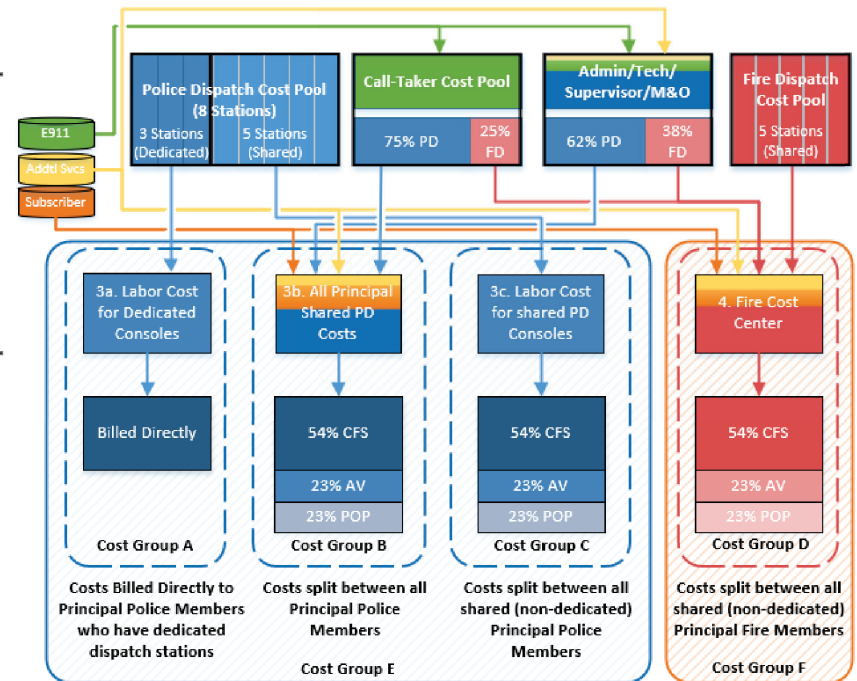 Police Dispatch Cost Pool
(8 Stations)
3 Stations
(Dedicated)
5 Stations
(Shared)
Call-Taker Cost Pool
75% PD
25%
FD
Admin/Tech/
Supervisor/M&O
62% PD
38%
FD
Fire Dispatch
Cost Pool
5 Stations
(Shared)
E911
Addtl Svcs
Subscriber
3a. Labor Cost
for Dedicated
Consoles
3b. All Principal
Shared PD
Costs
3c. Labor Cost
for shared PD
Consoles
4. Fire Cost
Center
Billed Directly
54% CFS
23% AV
23% POP
54% CFS
23% AV
23% POP
54% CFS
23% AV
23% POP
Cost Group A
Cost Group B
Cost Group C
Cost Group D
Costs Billed Directly to
Principal Police Members
who have dedicated
dispatch stations
Costs split between all
Principal Police
Members
Costs split between all
shared (non-dedicated)
Principal Police
Members
Costs split between all
shared (non-dedicated)
Principal Fire Members
Cost Group E
Cost Group F